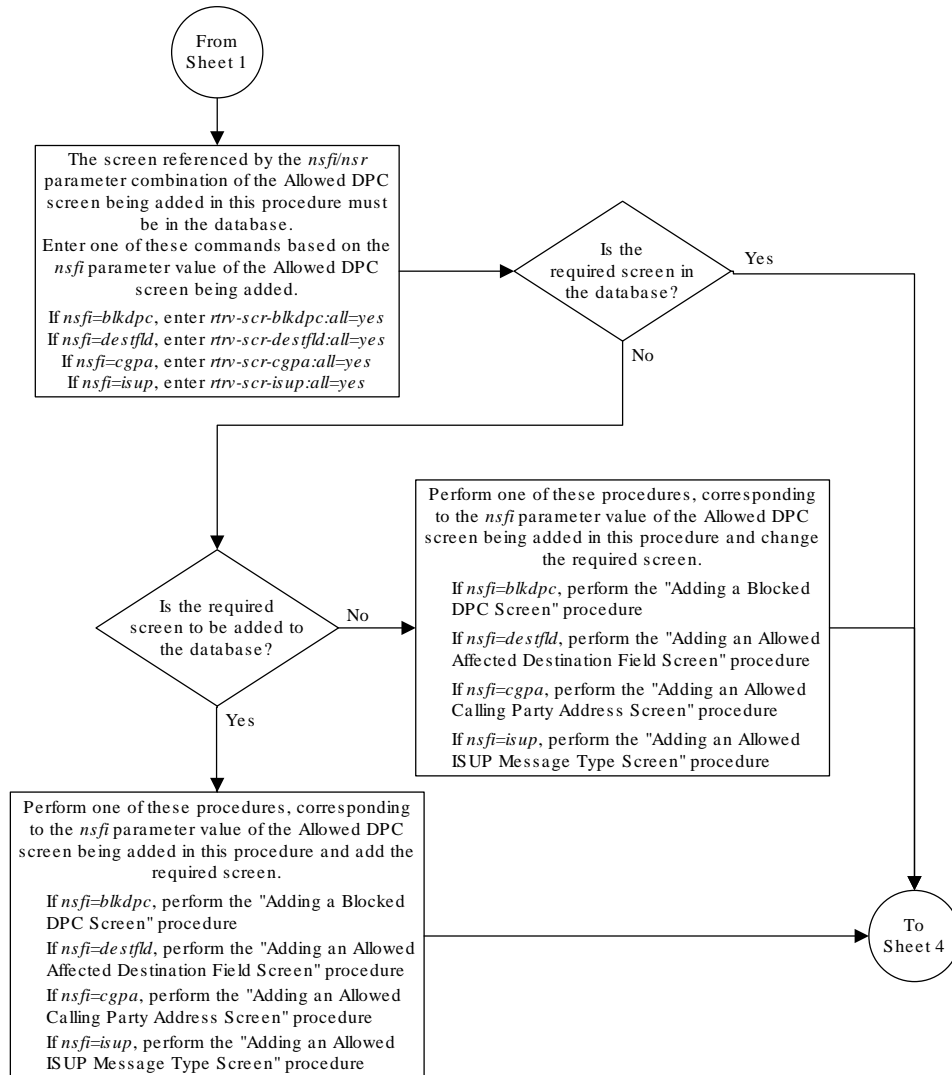 From
Sheet 1
The screen referenced by the nsfi/nsr
parameter combination of the Allowed DPC
screen being added in this procedure must
be in the database.
Enter one of these commands based on the
nsfi parameter value of the Allowed DPC
screen being added.
If nsfi=blkdpc, enter rtrv-scr-blkdpc:all=yes
If nsfi=destfld, enter rtrv-scr-destfld:all=yes
If nsfi=cgpa, enter rtrv-scr-cgpa:all=yes
If nsfi=isup, enter rtrv-scr-isup:all=yes
Is the
required screen in
the database?
Yes
No
Is the required
screen to be added to
the database?
No
Yes
Perform one of these procedures, corresponding
to the nsfi parameter value of the Allowed DPC
screen being added in this procedure and change
the required screen.
If nsfi=blkdpc, perform the "Adding a Blocked
DPC Screen" procedure
If nsfi=destfld, perform the "Adding an Allowed
Affected Destination Field Screen" procedure
If nsfi=cgpa, perform the "Adding an Allowed
Calling Party Address Screen" procedure
If nsfi=isup, perform the "Adding an Allowed
ISUP Message Type Screen" procedure
Perform one of these procedures, corresponding
to the nsfi parameter value of the Allowed DPC
screen being added in this procedure and add the
required screen.
If nsfi=blkdpc, perform the "Adding a Blocked
DPC Screen" procedure
If nsfi=destfld, perform the "Adding an Allowed
Affected Destination Field Screen" procedure
If nsfi=cgpa, perform the "Adding an Allowed
Calling Party Address Screen" procedure
If nsfi=isup, perform the "Adding an Allowed
ISUP Message Type Screen" procedure
To
Sheet 4